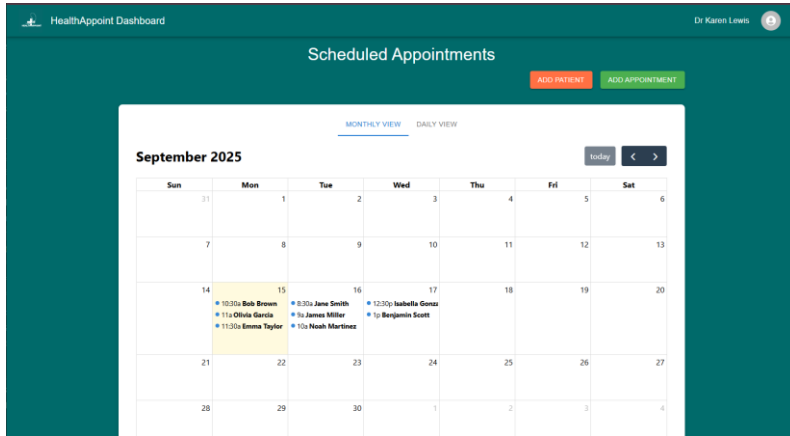 HealthAppoint Dashboard Dr Karen Lewis
Scheduled Appointments
ADD PATIENT ADD APPOINTMENT
MONTHLY VIEW DAILY VIEW
September 2025 today
Sun Mon Tue Wed Thu Fri Sat
31 1 2 3 4 5 6
7 8 9 10 11 12 13
14 15 16 17 18 19 20
10:30a Bob Brown 8:30a Jane Smith 12:30p Isabella Gonza
11a Olivia Garcia 9a James Miller 1p Benjamin Scott
11:30a Emma Taylor 10a Noah Martinez
21 22 23 24 25 26 27
28 29 30 1 2 3 4